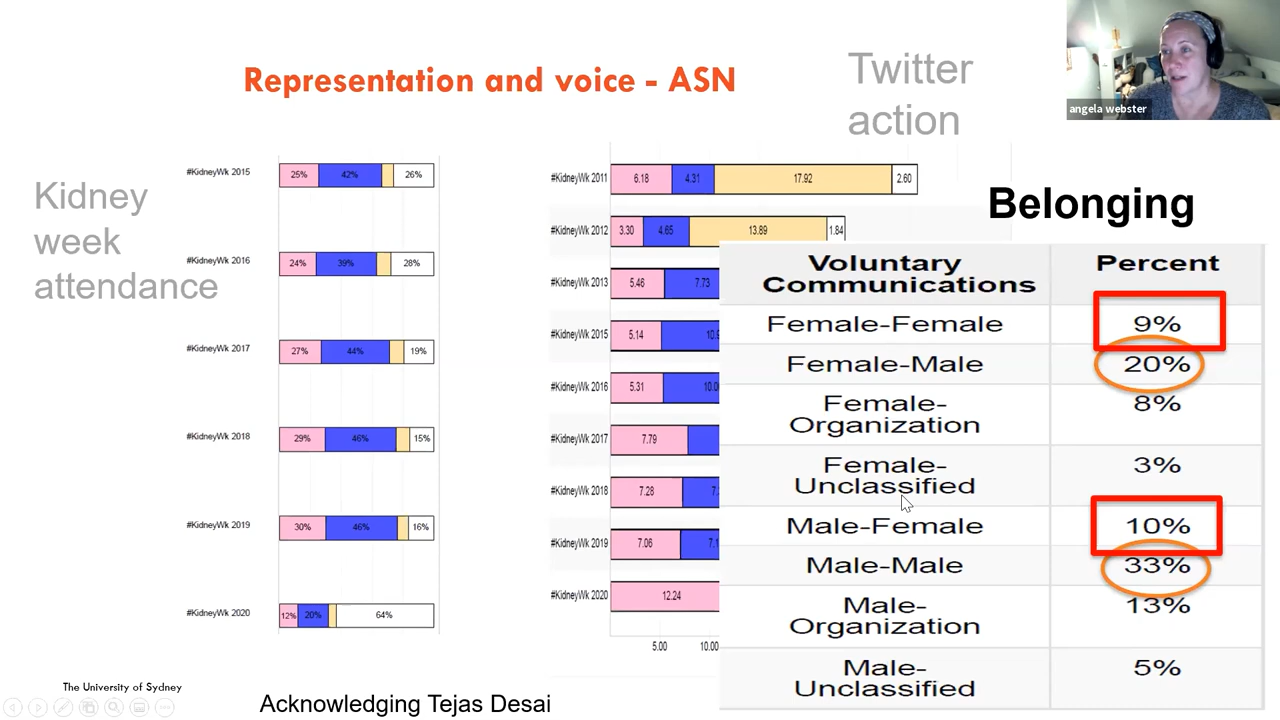 Representation and voice - ASN
Twitter
action
angela webster
Kidney
week
attendance
#KidneyWk 2015
25%
42%
26%
#KidneyWk 2016
24%
39%
28%
#KidneyWk 2017
27%
44%
19%
#KidneyWk 2018
29%
46%
15%
#KidneyWk 2019
30%
46%
16%
#KidneyWk 2020
12%
20%
64%
#KidneyWk 2011
6.18
4.31
17.92
2.60
#KidneyWk 2012
3.30
4.65
13.89
1.84
#KidneyWk 2013
5.46
7.73
#KidneyWk 2015
5.14
#KidneyWk 2016
5.31
#KidneyWk 2017
7.79
#KidneyWk 2018
7.28
#KidneyWk 2019
7.06
#KidneyWk 2020
12.24
5.00
10.00
Belonging
Voluntary
Communications
Percent
Female-Female
9%
Female-Male
20%
Female-
Organization
8%
Female-
Unclassified
3%
Male-Female
10%
Male-Male
33%
Male-
Organization
13%
Male-
Unclassified
5%
The University of Sydney
Acknowledging Tejas Desai